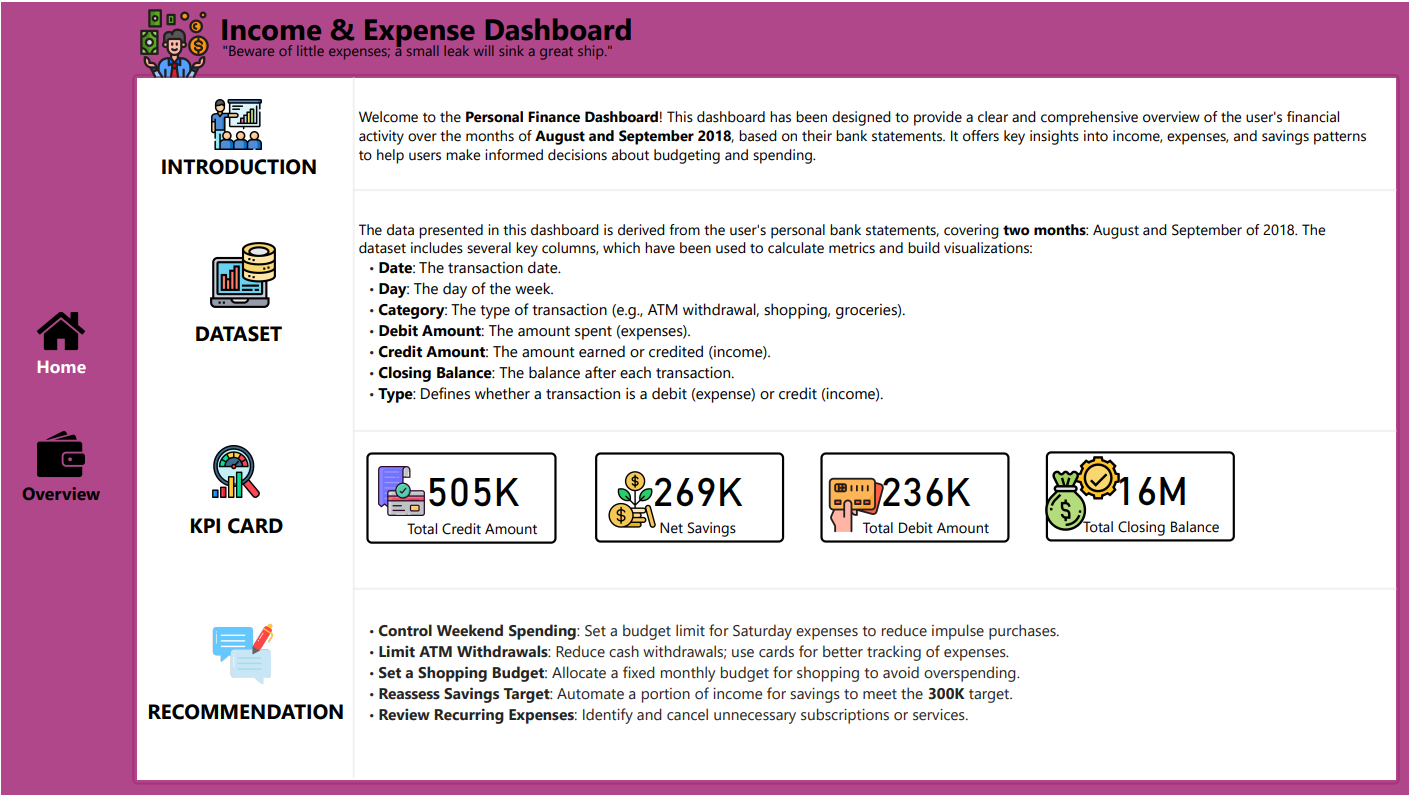 Income & Expense Dashboard
"Beware of little expenses; a small leak will sink a great ship."
Home
Overview
INTRODUCTION
Welcome to the Personal Finance Dashboard! This dashboard has been designed to provide a clear and comprehensive overview of the user's financial
activity over the months of August and September 2018, based on their bank statements. It offers key insights into income, expenses, and savings patterns
to help users make informed decisions about budgeting and spending.
DATASET
The data presented in this dashboard is derived from the user's personal bank statements, covering two months: August and September of 2018. The
dataset includes several key columns, which have been used to calculate metrics and build visualizations:
• Date: The transaction date.
• Day: The day of the week.
• Category: The type of transaction (e.g., ATM withdrawal, shopping, groceries).
• Debit Amount: The amount spent (expenses).
• Credit Amount: The amount earned or credited (income).
• Closing Balance: The balance after each transaction.
• Type: Defines whether a transaction is a debit (expense) or credit (income).
KPI CARD
505K
Total Credit Amount
269K
Net Savings
236K
Total Debit Amount
16M
Total Closing Balance
RECOMMENDATION
• Control Weekend Spending: Set a budget limit for Saturday expenses to reduce impulse purchases.
• Limit ATM Withdrawals: Reduce cash withdrawals; use cards for better tracking of expenses.
• Set a Shopping Budget: Allocate a fixed monthly budget for shopping to avoid overspending.
• Reassess Savings Target: Automate a portion of income for savings to meet the 300K target.
• Review Recurring Expenses: Identify and cancel unnecessary subscriptions or services.